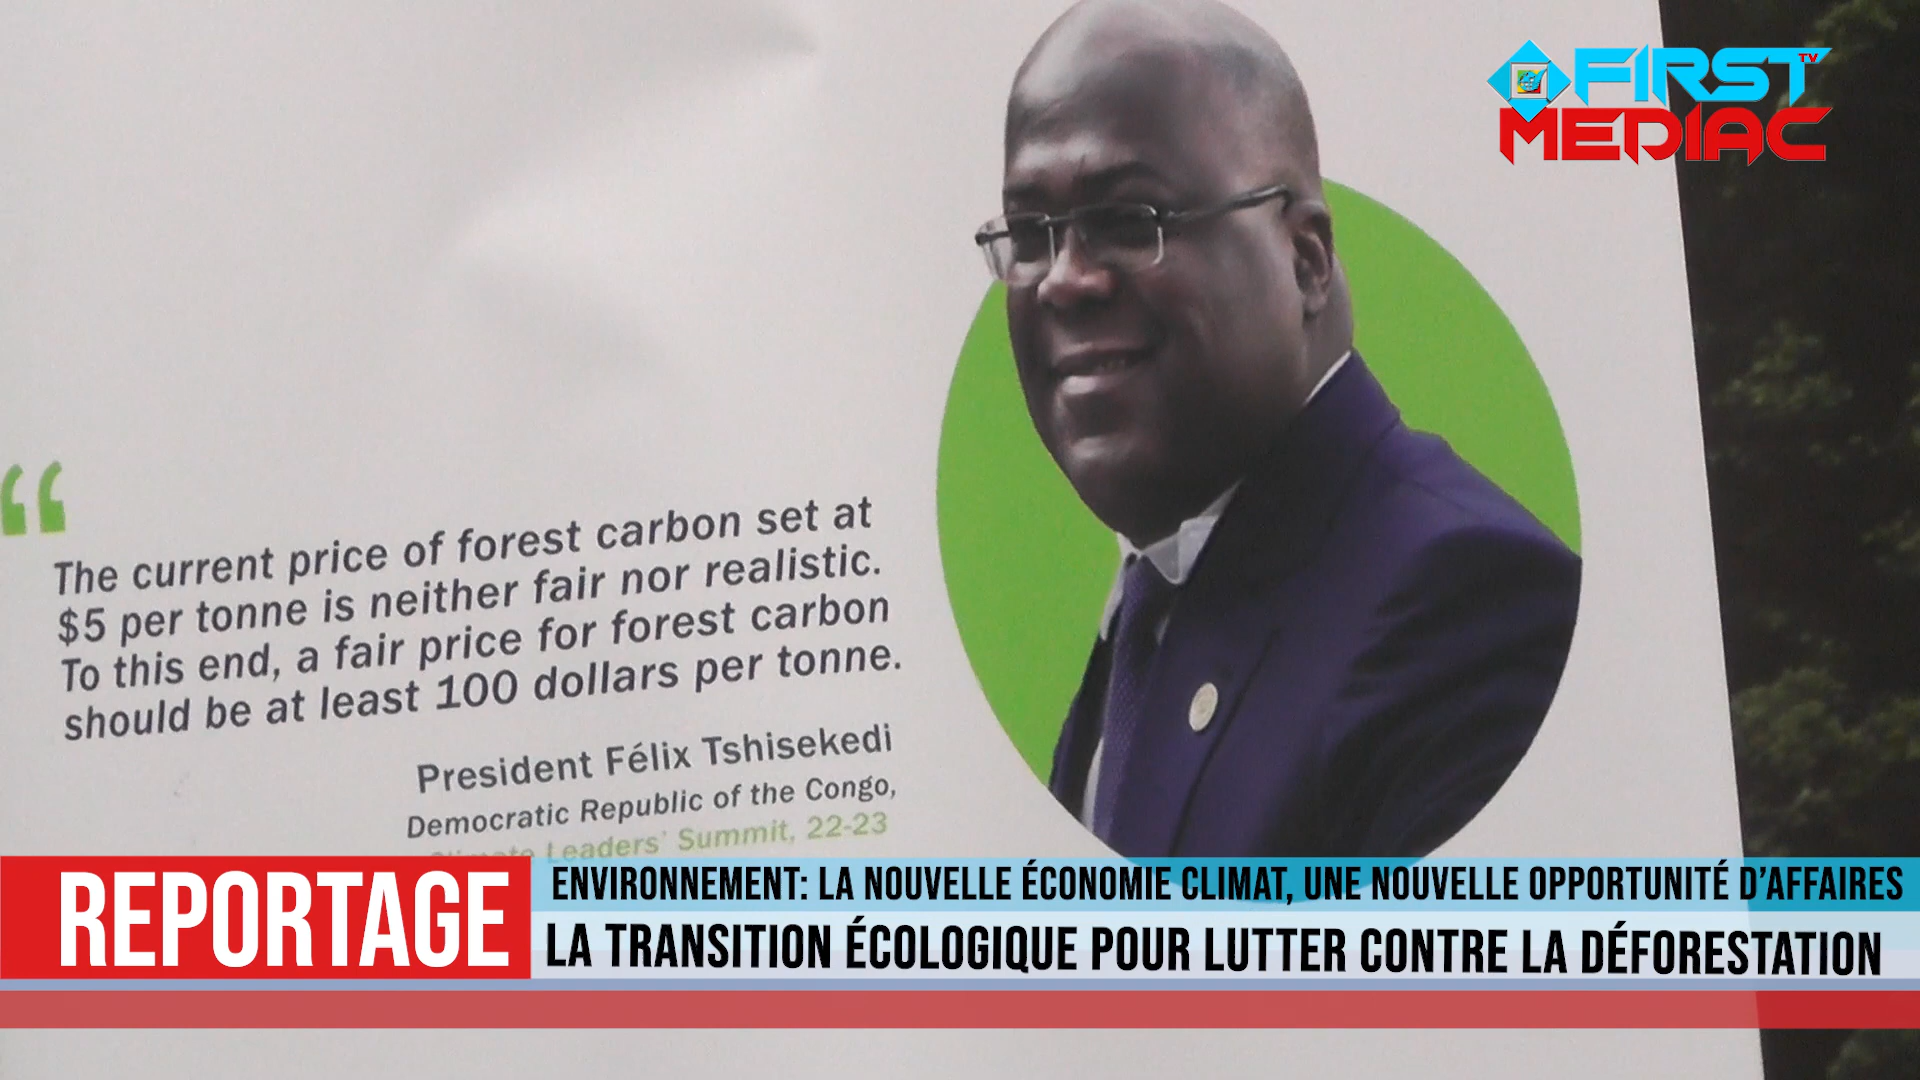 FIRST TV
MEDIAC
“
The current price of forest carbon set at
$5 per tonne is neither fair nor realistic.
To this end, a fair price for forest carbon
should be at least 100 dollars per tonne.
President Félix Tshisekedi
Democratic Republic of the Congo,
Leaders' Summit, 22-23
REPORTAGE
ENVIRONNEMENT: LA NOUVELLE ÉCONOMIE CLIMAT, UNE NOUVELLE OPPORTUNITÉ D’AFFAIRES
LA TRANSITION ÉCOLOGIQUE POUR LUTTER CONTRE LA DÉFORESTATION